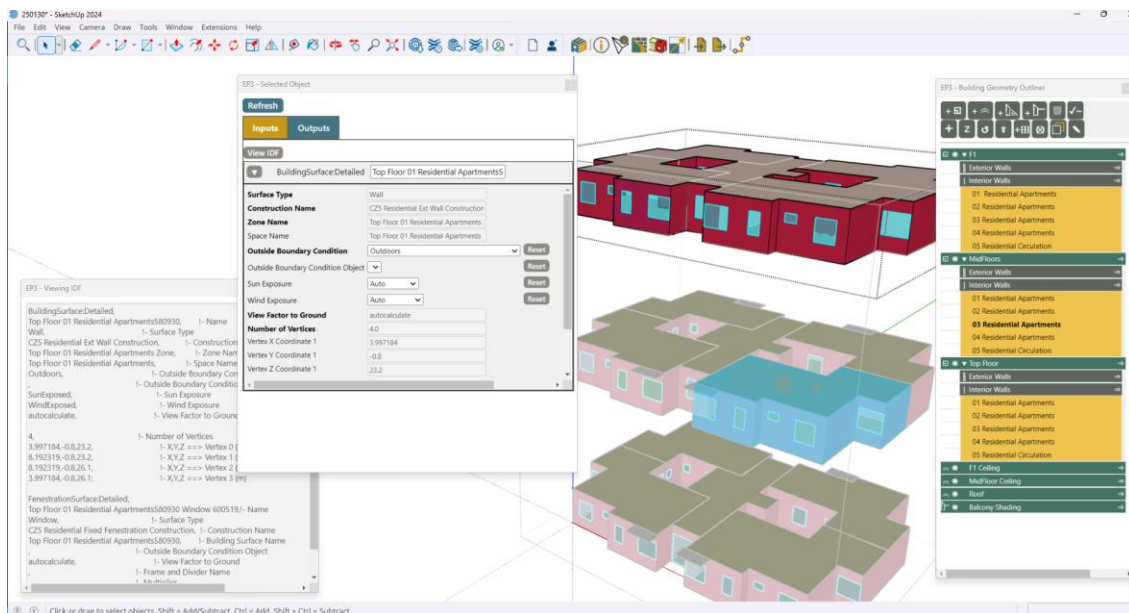 250130* - SketchUp 2024
File Edit View Camera Draw Tools Window Extensions Help
EP3 - Selected Object
Refresh
Inputs Outputs
View IDF
BuildingSurface:Detailed Top Floor 01 Residential ApartmentsS
Surface Type Wall
Construction Name CZ5 Residential Ext Wall Construction
Zone Name Top Floor 01 Residential Apartments
Space Name Top Floor 01 Residential Apartments
Outside Boundary Condition Outdoors Reset
Outside Boundary Condition Object Reset
Sun Exposure Auto Reset
Wind Exposure Auto Reset
View Factor to Ground autocalculate
Number of Vertices 4.0
Vertex X Coordinate 1 3.997184
Vertex Y Coordinate 1 -0.8
Vertex Z Coordinate 1 23.2
EP3 - Viewing IDF
BuildingSurface:Detailed,
Top Floor 01 Residential ApartmentsS80930, !- Name
Wall, !- Surface Type
CZ5 Residential Ext Wall Construction, !- Construction
Top Floor 01 Residential Apartments Zone, !- Zone Nam
Top Floor 01 Residential Apartments, !- Space Name
Outdoors, !- Outside Boundary Con
, !- Outside Boundary Conditio
SunExposed, !- Sun Exposure
WindExposed, !- Wind Exposure
autocalculate, !- View Factor to Ground
4, !- Number of Vertices
3.997184,-0.8,23.2, !- X,Y,Z ==> Vertex 0 (
8.192319,-0.8,23.2, !- X,Y,Z ==> Vertex 1 (
8.192319,-0.8,26.1, !- X,Y,Z ==> Vertex 2 (
3.997184,-0.8,26.1; !- X,Y,Z ==> Vertex 3 (m)
FenestrationSurface:Detailed,
Top Floor 01 Residential ApartmentsS80930 Window 600519,!- Name
Window, !- Surface Type
CZ5 Residential Fixed Fenestration Construction, !- Construction Name
Top Floor 01 Residential ApartmentsS80930, !- Building Surface Name
, !- Outside Boundary Condition Object
autocalculate, !- View Factor to Ground
, !- Frame and Divider Name
, !- Multiplier
EP3 - Building Geometry Outliner
F1
Exterior Walls
Interior Walls
01 Residential Apartments
02 Residential Apartments
03 Residential Apartments
04 Residential Apartments
05 Residential Circulation
MidFloors
Exterior Walls
Interior Walls
01 Residential Apartments
02 Residential Apartments
03 Residential Apartments
04 Residential Apartments
05 Residential Circulation
Top Floor
Exterior Walls
Interior Walls
01 Residential Apartments
02 Residential Apartments
03 Residential Apartments
04 Residential Apartments
05 Residential Circulation
F1 Ceiling
MidFloor Ceiling
Roof
Balcony Shading
Click or drag to select objects. Shift = Add/Subtract. Ctrl = Add. Shift + Ctrl = Subtract.